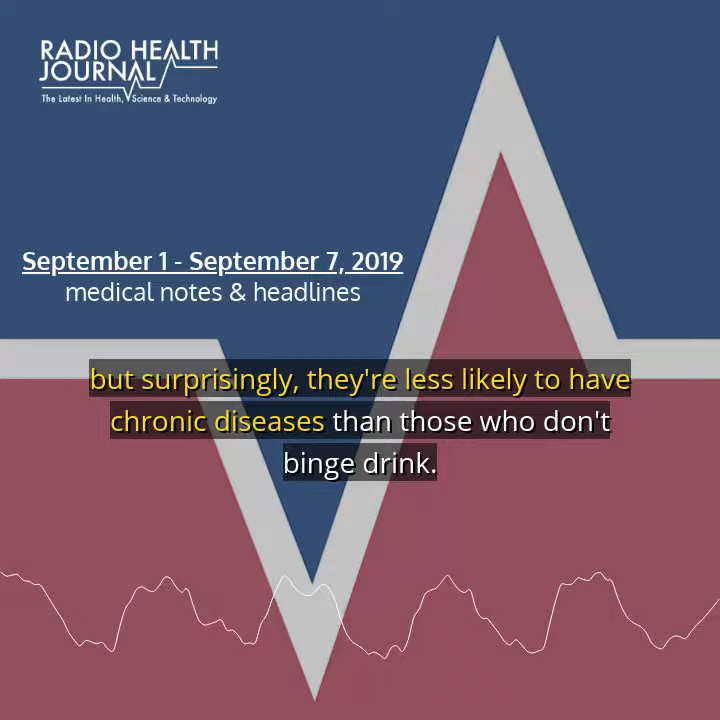 RADIO HEALTH
JOURNAL
The Latest In Health, Science & Technology
September 1 - September 7, 2019
medical notes & headlines
but surprisingly, they're less likely to have
chronic diseases than those who don't
binge drink.